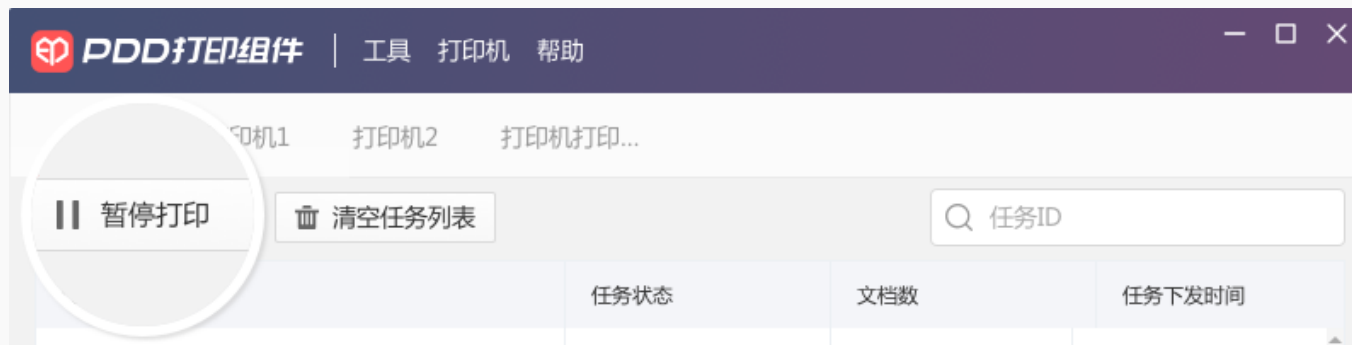 PDD打印组件 工具 打印机 帮助
印机1 打印机2 打印机打印...
暂停打印 清空任务列表 任务ID
任务状态 文档数 任务下发时间